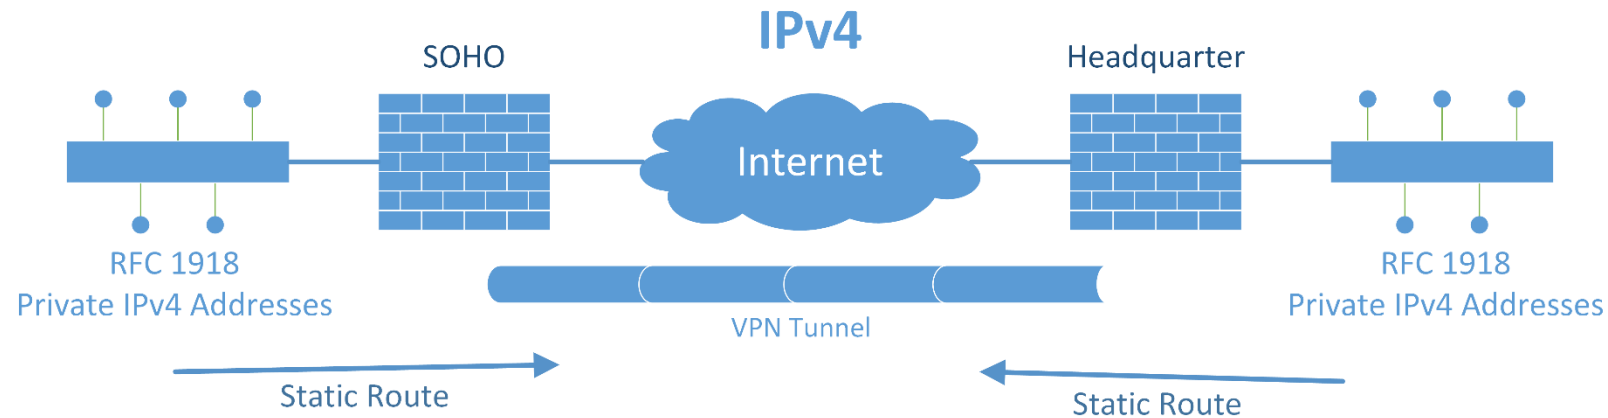 IPv4
SOHO
Headquarter
Internet
RFC 1918
Private IPv4 Addresses
RFC 1918
Private IPv4 Addresses
VPN Tunnel
Static Route
Static Route